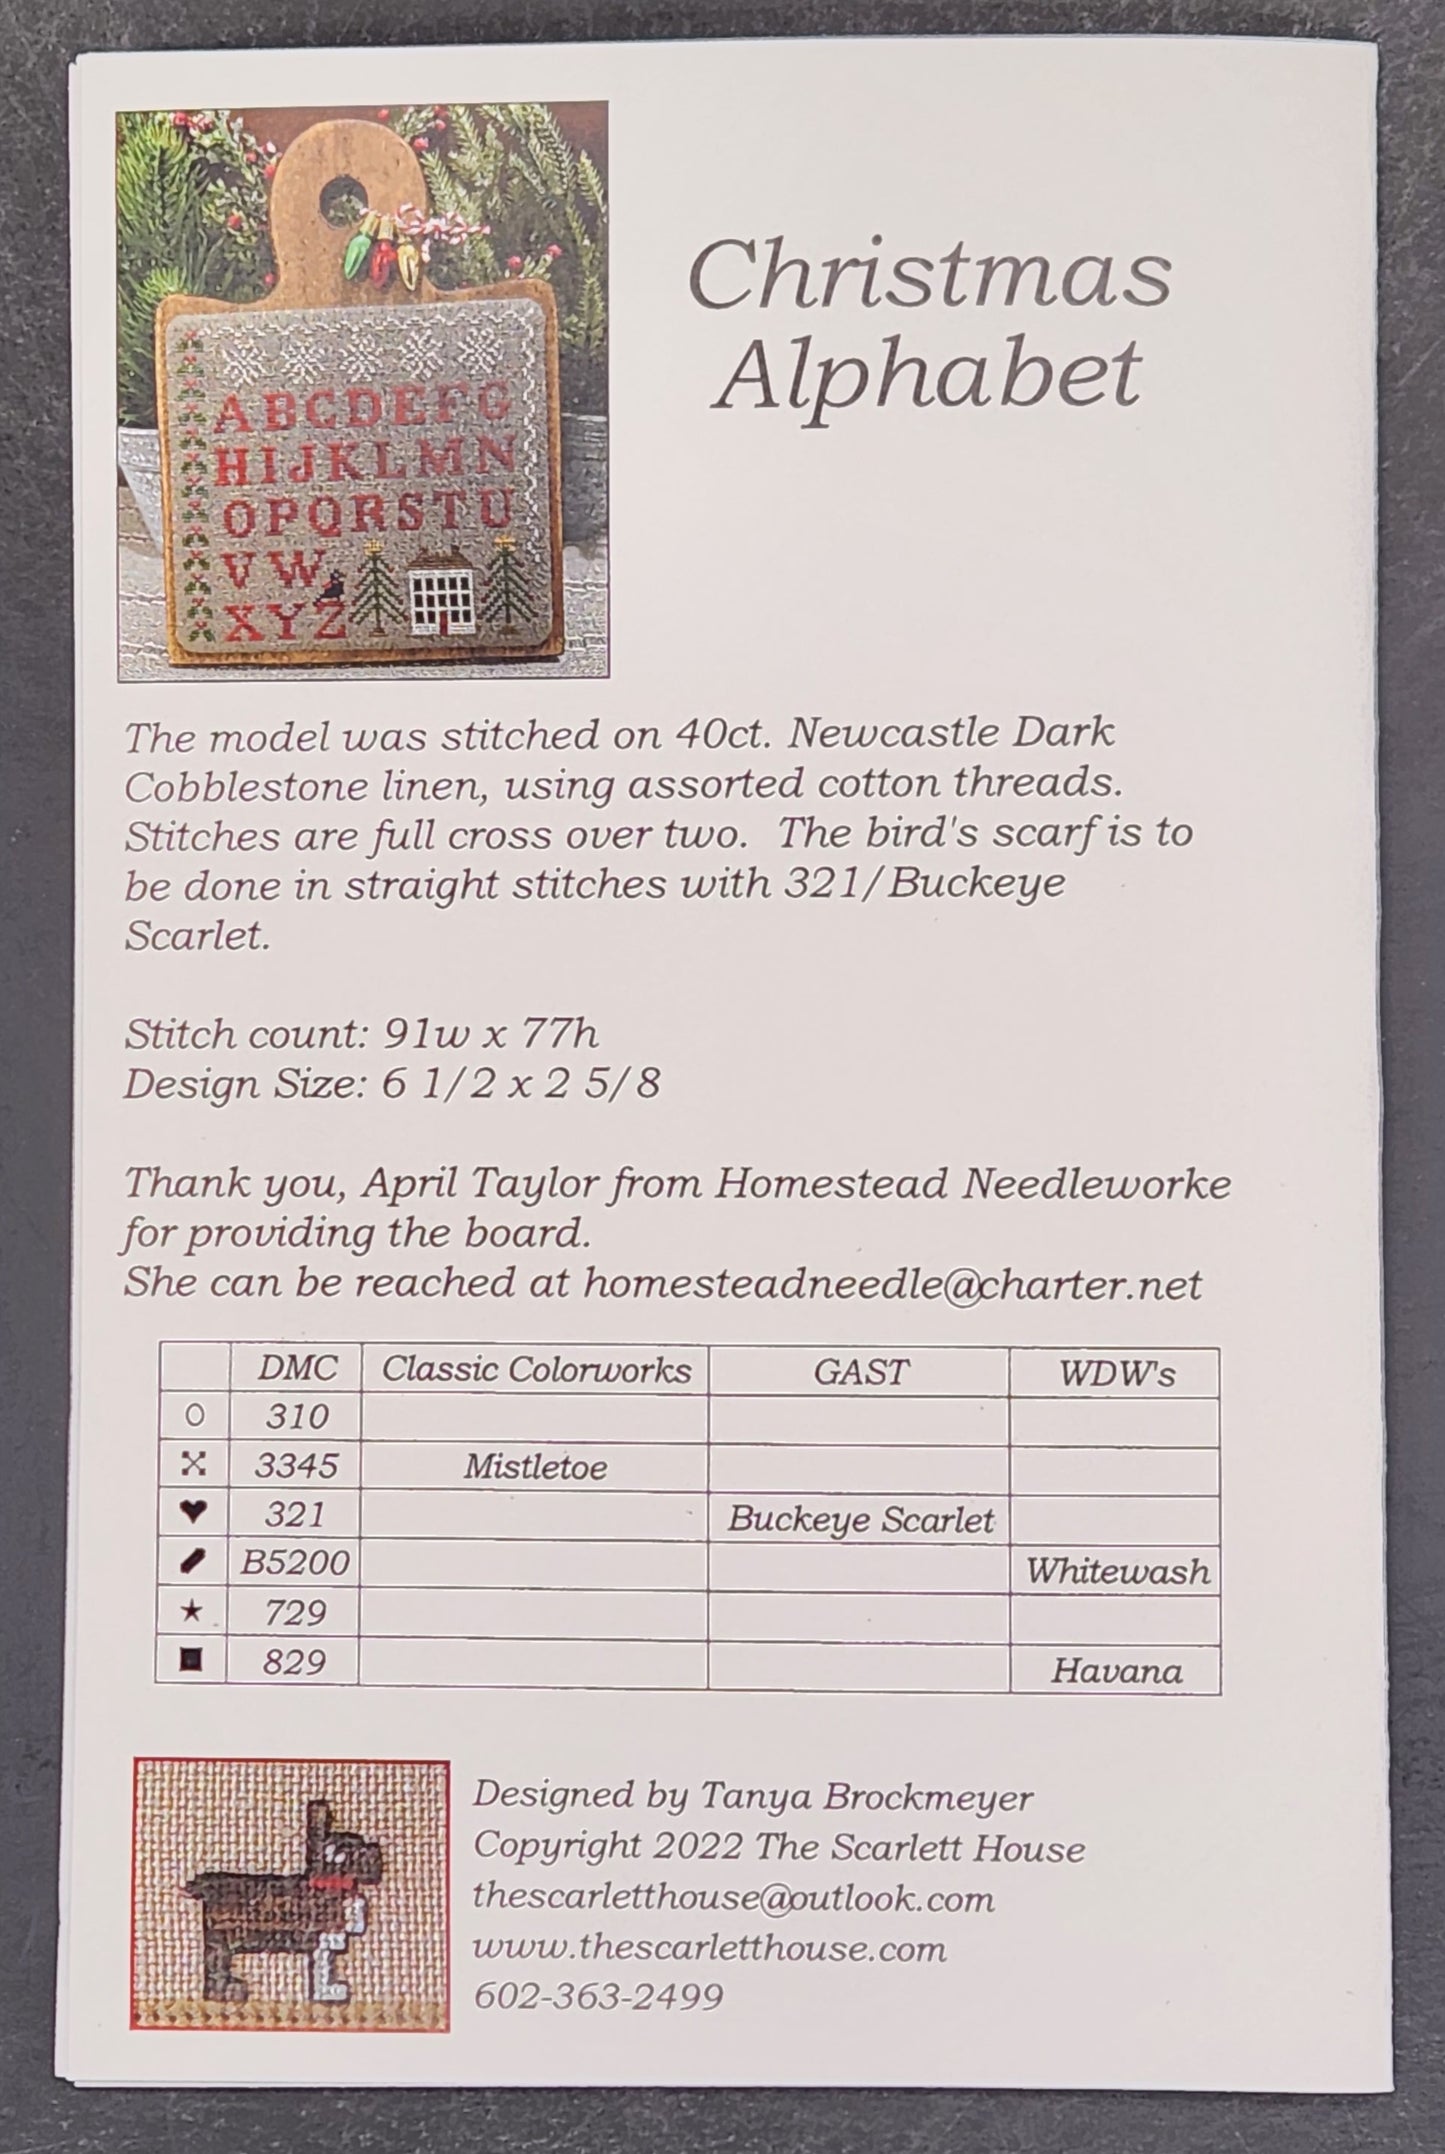 Christmas
Alphabet
ABCDEFG
HIJKLMN
OPQRSTU
VW
XYZ
The model was stitched on 40ct. Newcastle Dark
Cobblestone linen, using assorted cotton threads.
Stitches are full cross over two.  The bird's scarf is to
be done in straight stitches with 321/Buckeye
Scarlet.
Stitch count: 91w x 77h
Design Size: 6 1/2 x 2 5/8
Thank you, April Taylor from Homestead Needleworke
for providing the board.
She can be reached at homesteadneedle@charter.net
DMC Classic Colorworks GAST WDW's
310
3345 Mistletoe
321 Buckeye Scarlet
B5200 Whitewash
729
829 Havana
Designed by Tanya Brockmeyer
Copyright 2022 The Scarlett House
thescarletthouse@outlook.com
www.thescarletthouse.com
602-363-2499